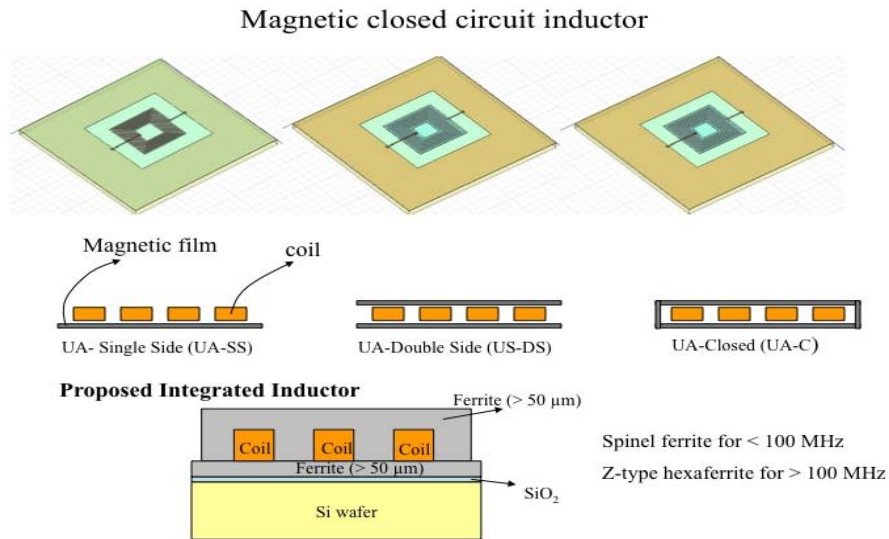 Magnetic closed circuit inductor
Magnetic film
coil
UA- Single Side (UA-SS)
UA-Double Side (US-DS)
UA-Closed (UA-C)
Proposed Integrated Inductor
Ferrite (> 50 µm)
Coil
Coil
Coil
Ferrite (> 50 µm)
SiO₂
Si wafer
Spinel ferrite for < 100 MHz
Z-type hexaferrite for > 100 MHz